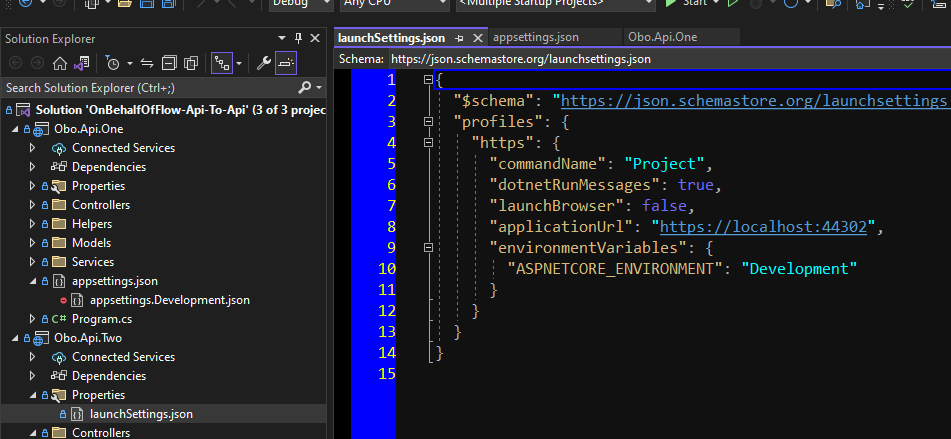 Debug
Any CPU
<Multiple Startup Projects>
Start
Solution Explorer
Search Solution Explorer (Ctrl+;)
Solution 'OnBehalfOfFlow-Api-To-Api' (3 of 3 projec
Obo.Api.One
Connected Services
Dependencies
Properties
Controllers
Helpers
Models
Services
appsettings.json
appsettings.Development.json
C# Program.cs
Obo.Api.Two
Connected Services
Dependencies
Properties
launchSettings.json
Controllers
launchSettings.json
appsettings.json
Obo.Api.One
Schema: https://json.schemastore.org/launchsettings.json
1 {
2 "$schema": "https://json.schemastore.org/launchsettings
3 "profiles": {
4 "https": {
5 "commandName": "Project",
6 "dotnetRunMessages": true,
7 "launchBrowser": false,
8 "applicationUrl": "https://localhost:44302",
9 "environmentVariables": {
10 "ASPNETCORE_ENVIRONMENT": "Development"
11 }
12 }
13 }
14 }
15